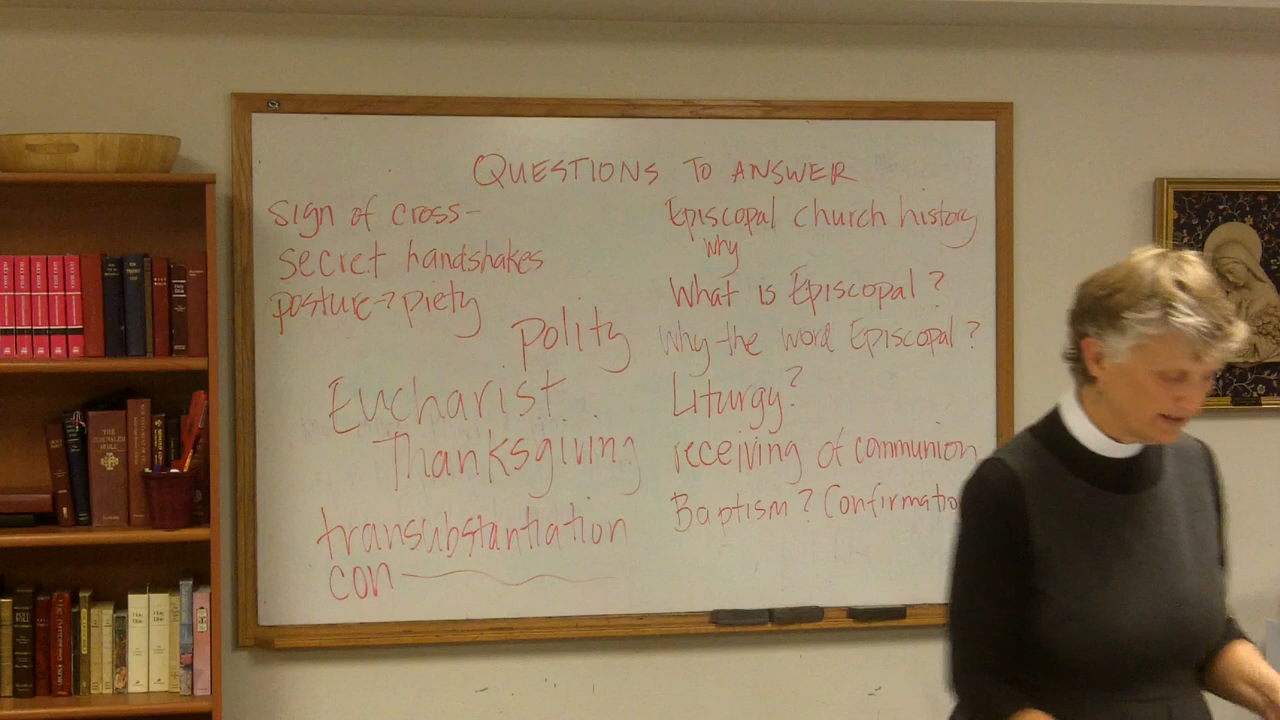 QUESTIONS TO ANSWER
Sign of cross-
secret handshakes
posture → piety
polity
Eucharist
Thanksgiving
transubstantiation
con
Episcopal church history
why
What is Episcopal?
why the word Episcopal?
Liturgy?
receiving of communion
Baptism? Confirmatio